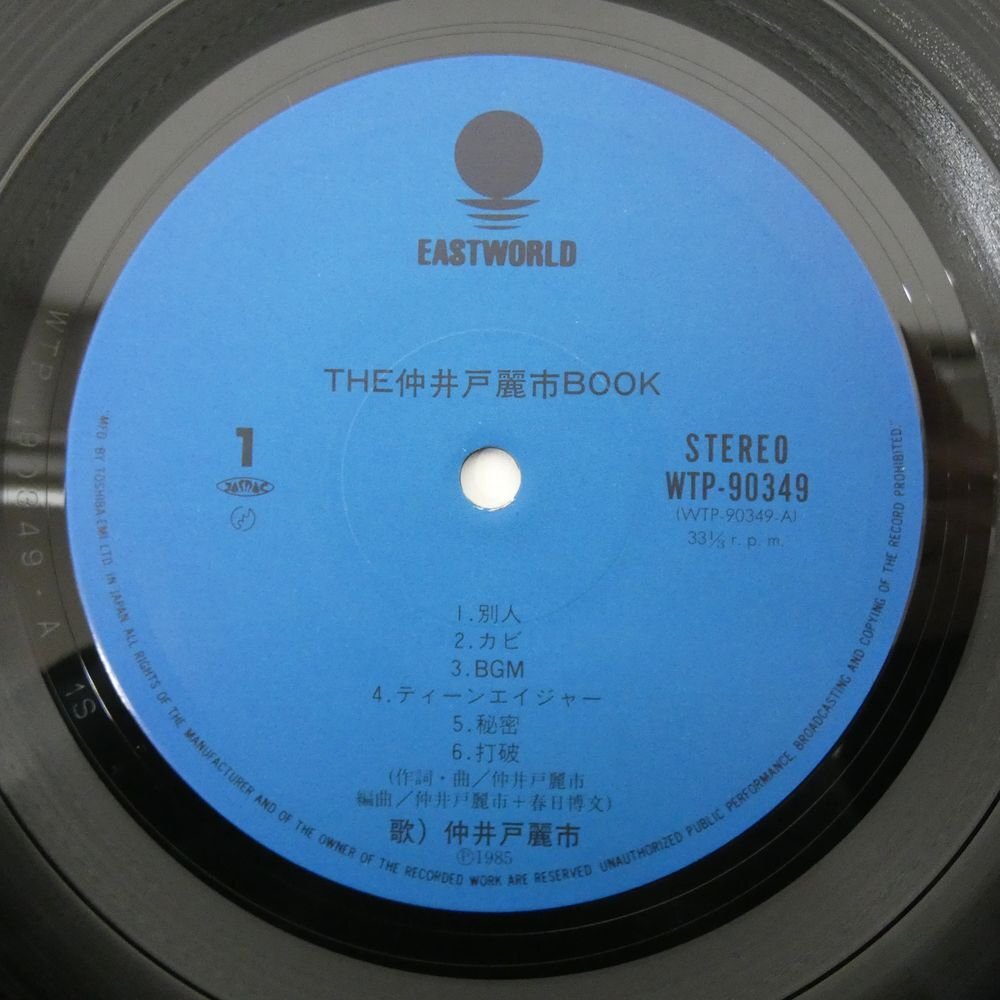 EASTWORLD
THE仲井戸麗市BOOK
1
JASRAC
STEREO
WTP-90349
(WTP-90349-A)
33⅓ r.p.m.
1.別人
2.カビ
3.BGM
4.ティーンエイジャー
5.秘密
6.打破
(作詞・曲/仲井戸麗市
編曲/仲井戸麗市+春日博文)
歌) 仲井戸麗市
Ⓟ1985
MFD BY TOSHIBA EMI LTD. IN JAPAN ALL RIGHTS OF THE MANUFACTURER AND OF THE OWNER OF THE RECORDED WORK ARE RESERVED UNAUTHORIZED PUBLIC PERFORMANCE, BROADCASTING AND COPYING OF THE RECORD PROHIBITED.
WTP 90349・A 1S